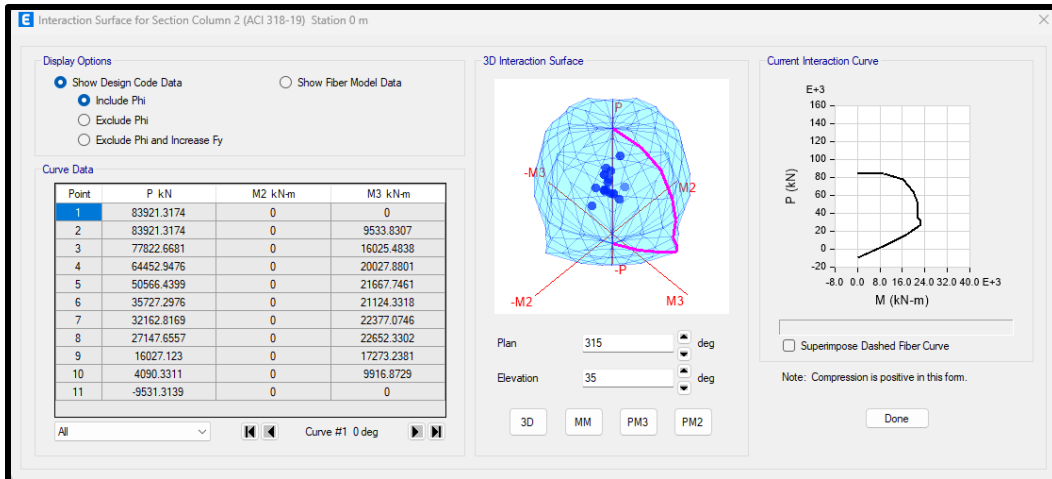 E Interaction Surface for Section Column 2 (ACI 318-19) Station 0 m
Display Options
Show Design Code Data
Show Fiber Model Data
Include Phi
Exclude Phi
Exclude Phi and Increase Fy
Curve Data
Point P kN M2 kN-m M3 kN-m
1 83921.3174 0 0
2 83921.3174 0 9533.8307
3 77822.6681 0 16025.4838
4 64452.9476 0 20027.8801
5 50566.4399 0 21667.7461
6 35727.2976 0 21124.3318
7 32162.8169 0 22377.0746
8 27147.6557 0 22652.3302
9 16027.123 0 17273.2381
10 4090.3311 0 9916.8729
11 -9531.3139 0 0
All
Curve #1 0 deg
3D Interaction Surface
P
-M3
M2
-P
-M2
M3
Plan 315 deg
Elevation 35 deg
3D MM PM3 PM2
Current Interaction Curve
E+3
160
140
120
100
80
60
40
20
0
-20
P (kN)
-8.0 0.0 8.0 16.0 24.0 32.0 40.0 E+3
M (kN-m)
Superimpose Dashed Fiber Curve
Note: Compression is positive in this form.
Done